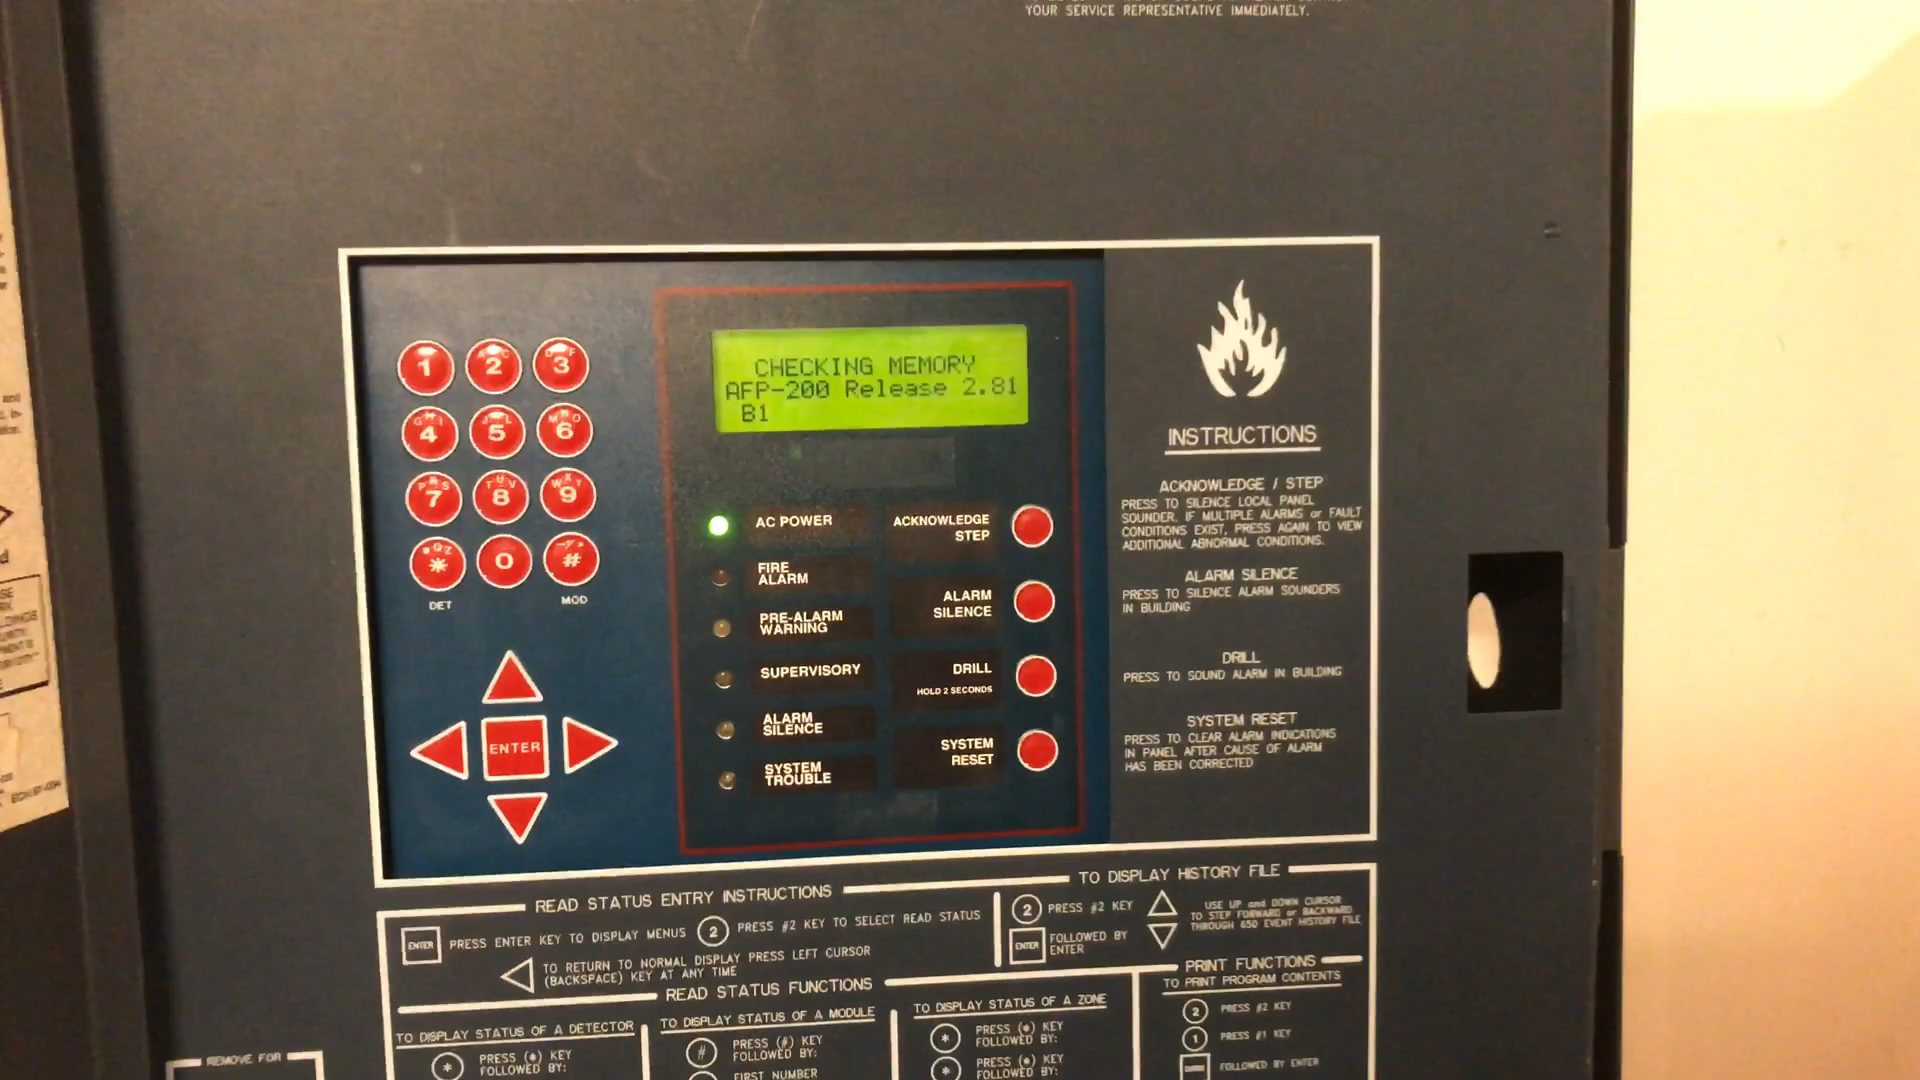 YOUR SERVICE REPRESENTATIVE IMMEDIATELY.
CHECKING MEMORY
AFP-200 Release 2.81
B1
1
2
3
4
5
6
7
8
9
*
0
#
DET
MOD
ENTER
AC POWER
FIRE
ALARM
PRE-ALARM
WARNING
SUPERVISORY
ALARM
SILENCE
SYSTEM
TROUBLE
ACKNOWLEDGE
STEP
ALARM
SILENCE
DRILL
HOLD 2 SECONDS
SYSTEM
RESET
INSTRUCTIONS
ACKNOWLEDGE / STEP
PRESS TO SILENCE LOCAL PANEL
SOUNDER. IF MULTIPLE ALARMS or FAULT
CONDITIONS EXIST, PRESS AGAIN TO VIEW
ADDITIONAL ABNORMAL CONDITIONS.
ALARM SILENCE
PRESS TO SILENCE ALARM SOUNDERS
IN BUILDING
DRILL
PRESS TO SOUND ALARM IN BUILDING
SYSTEM RESET
PRESS TO CLEAR ALARM INDICATIONS
IN PANEL AFTER CAUSE OF ALARM
HAS BEEN CORRECTED
READ STATUS ENTRY INSTRUCTIONS
ENTER PRESS ENTER KEY TO DISPLAY MENUS 2 PRESS #2 KEY TO SELECT READ STATUS
TO RETURN TO NORMAL DISPLAY PRESS LEFT CURSOR
(BACKSPACE) KEY AT ANY TIME
TO DISPLAY HISTORY FILE
2 PRESS #2 KEY
ENTER FOLLOWED BY
ENTER
USE UP and DOWN CURSOR
TO STEP FORWARD or BACKWARD
THROUGH 650 EVENT HISTORY FILE
READ STATUS FUNCTIONS
TO DISPLAY STATUS OF A DETECTOR
* PRESS (*) KEY
FOLLOWED BY:
TO DISPLAY STATUS OF A MODULE
# PRESS (#) KEY
FOLLOWED BY:
FIRST NUMBER
TO DISPLAY STATUS OF A ZONE
* PRESS (*) KEY
FOLLOWED BY:
* PRESS (*) KEY
FOLLOWED BY:
PRINT FUNCTIONS
TO PRINT PROGRAM CONTENTS
2 PRESS #2 KEY
1 PRESS #1 KEY
ENTER FOLLOWED BY ENTER
REMOVE FOR